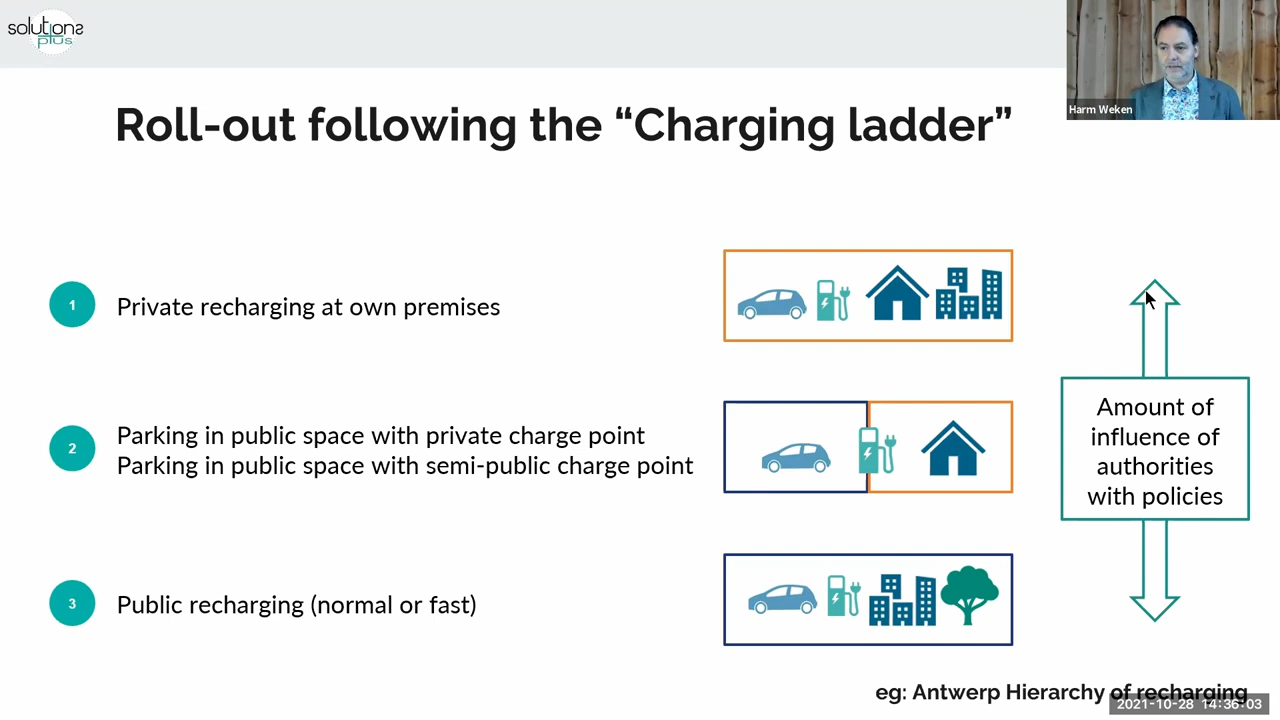 solutions
plus
Harm Weken
Roll-out following the “Charging ladder”
1
Private recharging at own premises
2
Parking in public space with private charge point
Parking in public space with semi-public charge point
3
Public recharging (normal or fast)
Amount of
influence of
authorities
with policies
eg: Antwerp Hierarchy of recharging
2021-10-28 14:36:03